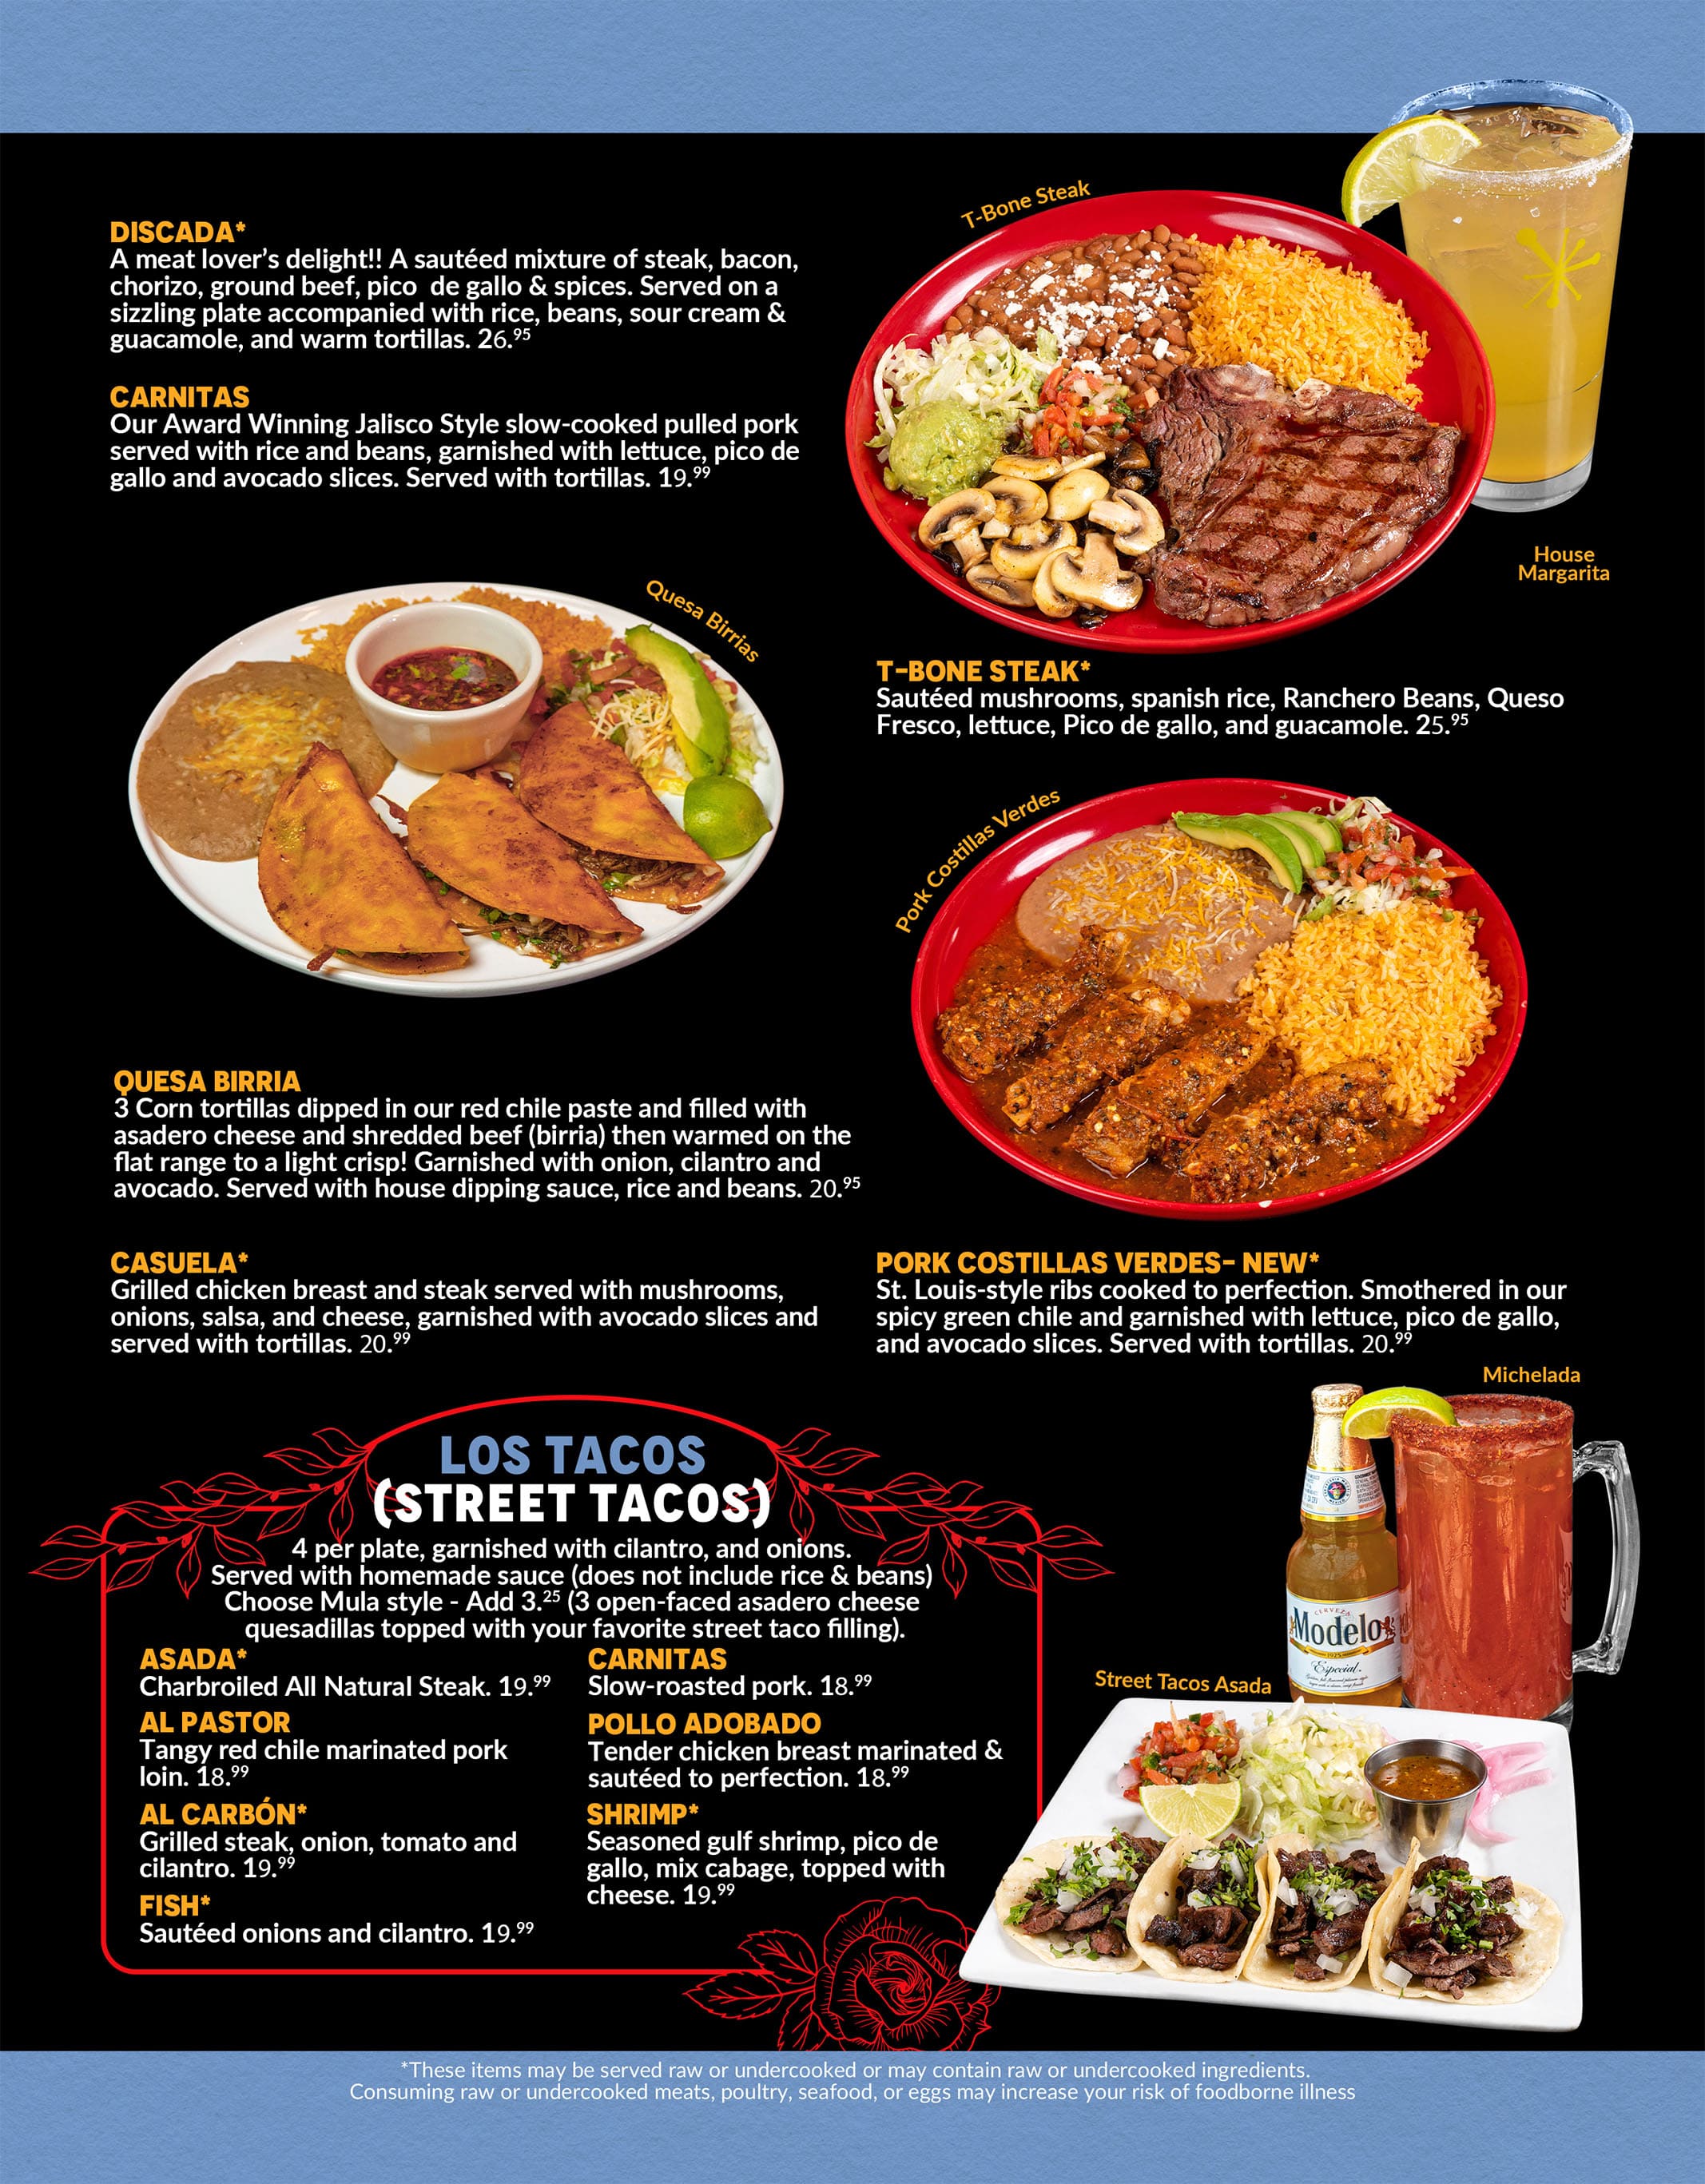 T-Bone Steak
DISCADA*
A meat lover's delight!! A sautéed mixture of steak, bacon,
chorizo, ground beef, pico de gallo & spices. Served on a
sizzling plate accompanied with rice, beans, sour cream &
guacamole, and warm tortillas. 26.95
CARNITAS
Our Award Winning Jalisco Style slow-cooked pulled pork
served with rice and beans, garnished with lettuce, pico de
gallo and avocado slices. Served with tortillas. 19.99
House
Margarita
Quesa Birrias
T-BONE STEAK*
Sautéed mushrooms, spanish rice, Ranchero Beans, Queso
Fresco, lettuce, Pico de gallo, and guacamole. 25.95
Pork Costillas Verdes
QUESA BIRRIA
3 Corn tortillas dipped in our red chile paste and filled with
asadero cheese and shredded beef (birria) then warmed on the
flat range to a light crisp! Garnished with onion, cilantro and
avocado. Served with house dipping sauce, rice and beans. 20.95
CASUELA*
Grilled chicken breast and steak served with mushrooms,
onions, salsa, and cheese, garnished with avocado slices and
served with tortillas. 20.99
PORK COSTILLAS VERDES- NEW*
St. Louis-style ribs cooked to perfection. Smothered in our
spicy green chile and garnished with lettuce, pico de gallo,
and avocado slices. Served with tortillas. 20.99
Michelada
LOS TACOS
(STREET TACOS)
4 per plate, garnished with cilantro, and onions.
Served with homemade sauce (does not include rice & beans)
Choose Mula style - Add 3.25 (3 open-faced asadero cheese
quesadillas topped with your favorite street taco filling).
ASADA*
Charbroiled All Natural Steak. 19.99
AL PASTOR
Tangy red chile marinated pork
loin. 18.99
AL CARBÓN*
Grilled steak, onion, tomato and
cilantro. 19.99
FISH*
Sautéed onions and cilantro. 19.99
CARNITAS
Slow-roasted pork. 18.99
POLLO ADOBADO
Tender chicken breast marinated &
sautéed to perfection. 18.99
SHRIMP*
Seasoned gulf shrimp, pico de
gallo, mix cabage, topped with
cheese. 19.99
CERVEZA
Modelo
1925
Especial
Street Tacos Asada
*These items may be served raw or undercooked or may contain raw or undercooked ingredients.
Consuming raw or undercooked meats, poultry, seafood, or eggs may increase your risk of foodborne illness